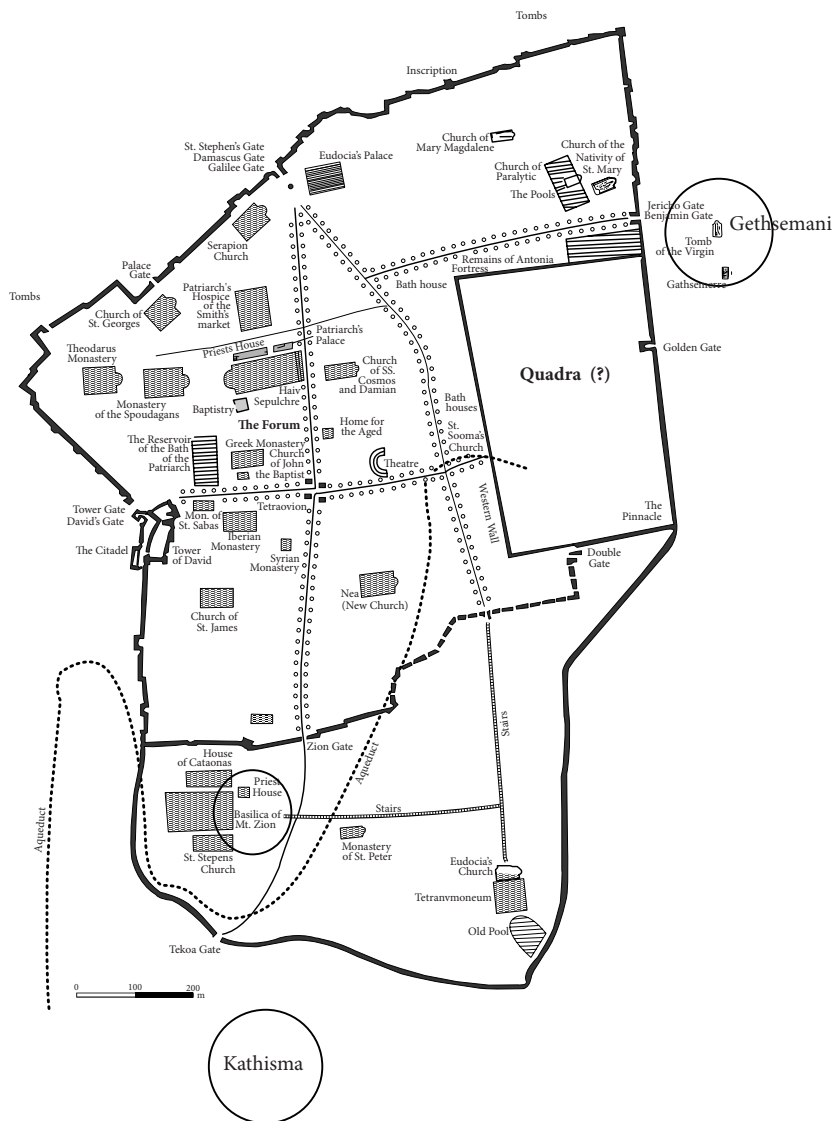 Tombs
Inscription
St. Stephen's Gate
Damascus Gate
Galilee Gate
Eudocia's Palace
Church of
Mary Magdalene
Church of the
Nativity of
St. Mary
Church of
Paralytic
The Pools
Jericho Gate
Benjamin Gate
Gethsemani
Tomb
of the Virgin
Gathsemerre
Serapion
Church
Remains of Antonia
Fortress
Bath house
Palace
Gate
Tombs
Patriarch's
Hospice
of the
Smith's
market
Church of
St. Georges
Patriarch's
Palace
Priests House
Golden Gate
Theodarus
Monastery
Church
of SS.
Cosmos
and Damian
Quadra (?)
Monastery
of the Spoudagans
Haiv
Sepulchre
Baptistry
Bath
houses
The Forum
Home for
the Aged
St.
Sooma's
Church
The Reservoir
of the Bath
of the
Patriarch
Greek Monastery
Church
of John
the Baptist
Theatre
Western Wall
Tower Gate
David's Gate
Mon. of
St. Sabas
Tetraovion
The
Pinnacle
Iberian
Monastery
The Citadel
Tower
of David
Syrian
Monastery
Double
Gate
Nea
(New Church)
Church of
St. James
Stairs
Zion Gate
Aqueduct
House
of Cataonas
Priest
House
Basilica of
Mt. Zion
Stairs
Aqueduct
St. Stepens
Church
Monastery
of St. Peter
Eudocia's
Church
Tetranvmoneum
Old Pool
Tekoa Gate
0 100 200
m
Kathisma